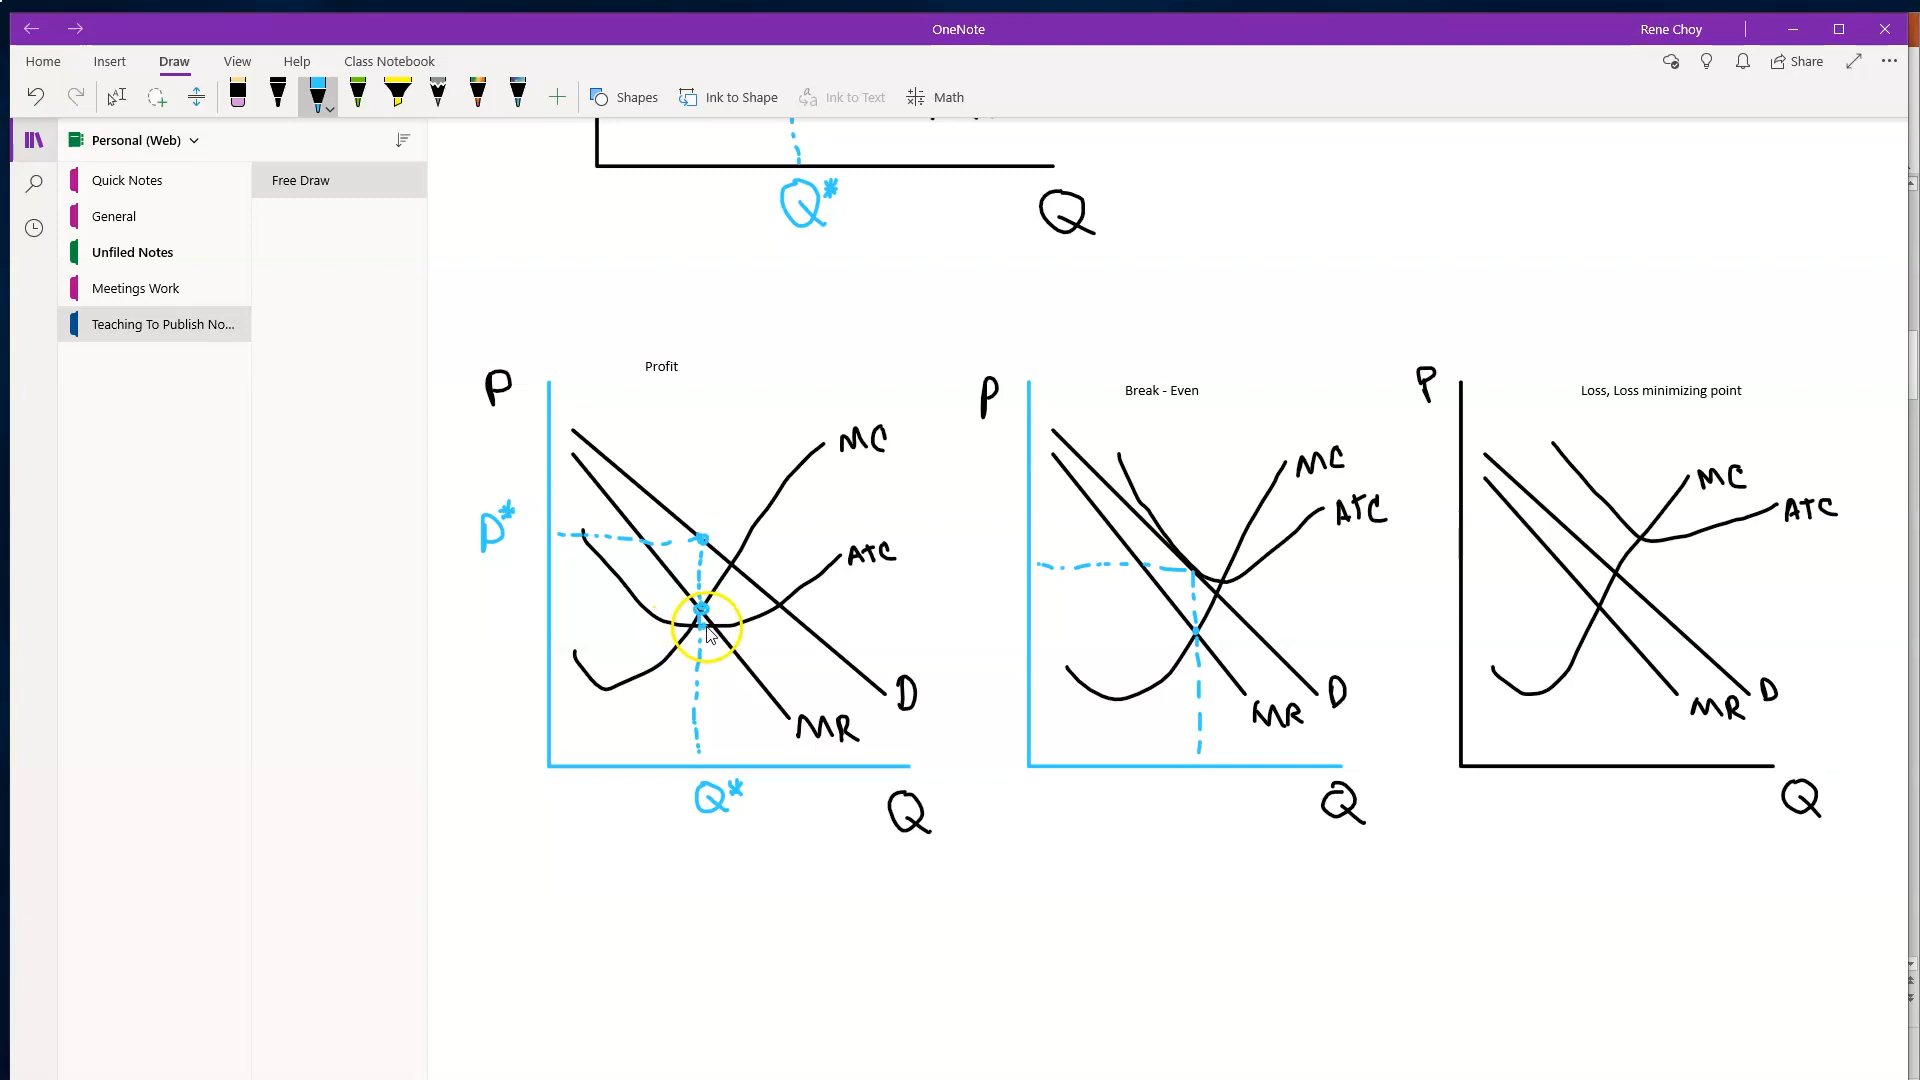 OneNote
Rene Choy
Home Insert Draw View Help Class Notebook
Share
Shapes Ink to Shape Ink to Text Math
Personal (Web)
Quick Notes
General
Unfiled Notes
Meetings Work
Teaching To Publish No...
Free Draw
Q*
Q
Profit
P
MC
P*
ATC
D
MR
Q*
Q
Break - Even
P
MC
ATC
D
MR
Q
Loss, Loss minimizing point
P
MC
ATC
D
MR
Q